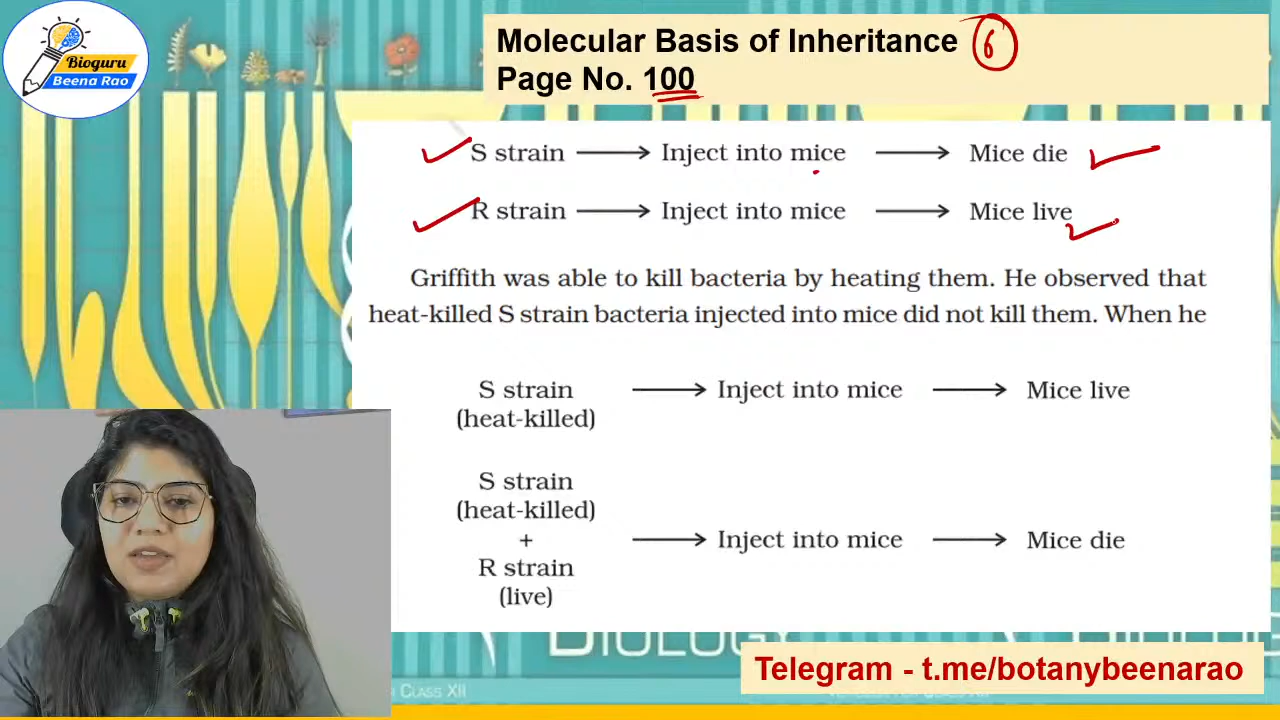 Bioguru
Beena Rao
Molecular Basis of Inheritance 6
Page No. 100
S strain → Inject into mice → Mice die
R strain → Inject into mice → Mice live
Griffith was able to kill bacteria by heating them. He observed that
heat-killed S strain bacteria injected into mice did not kill them. When he
S strain → Inject into mice → Mice live
(heat-killed)
S strain
(heat-killed)
+ → Inject into mice → Mice die
R strain
(live)
BIOLOGY
Telegram - t.me/botanybeenarao
CLASS XII